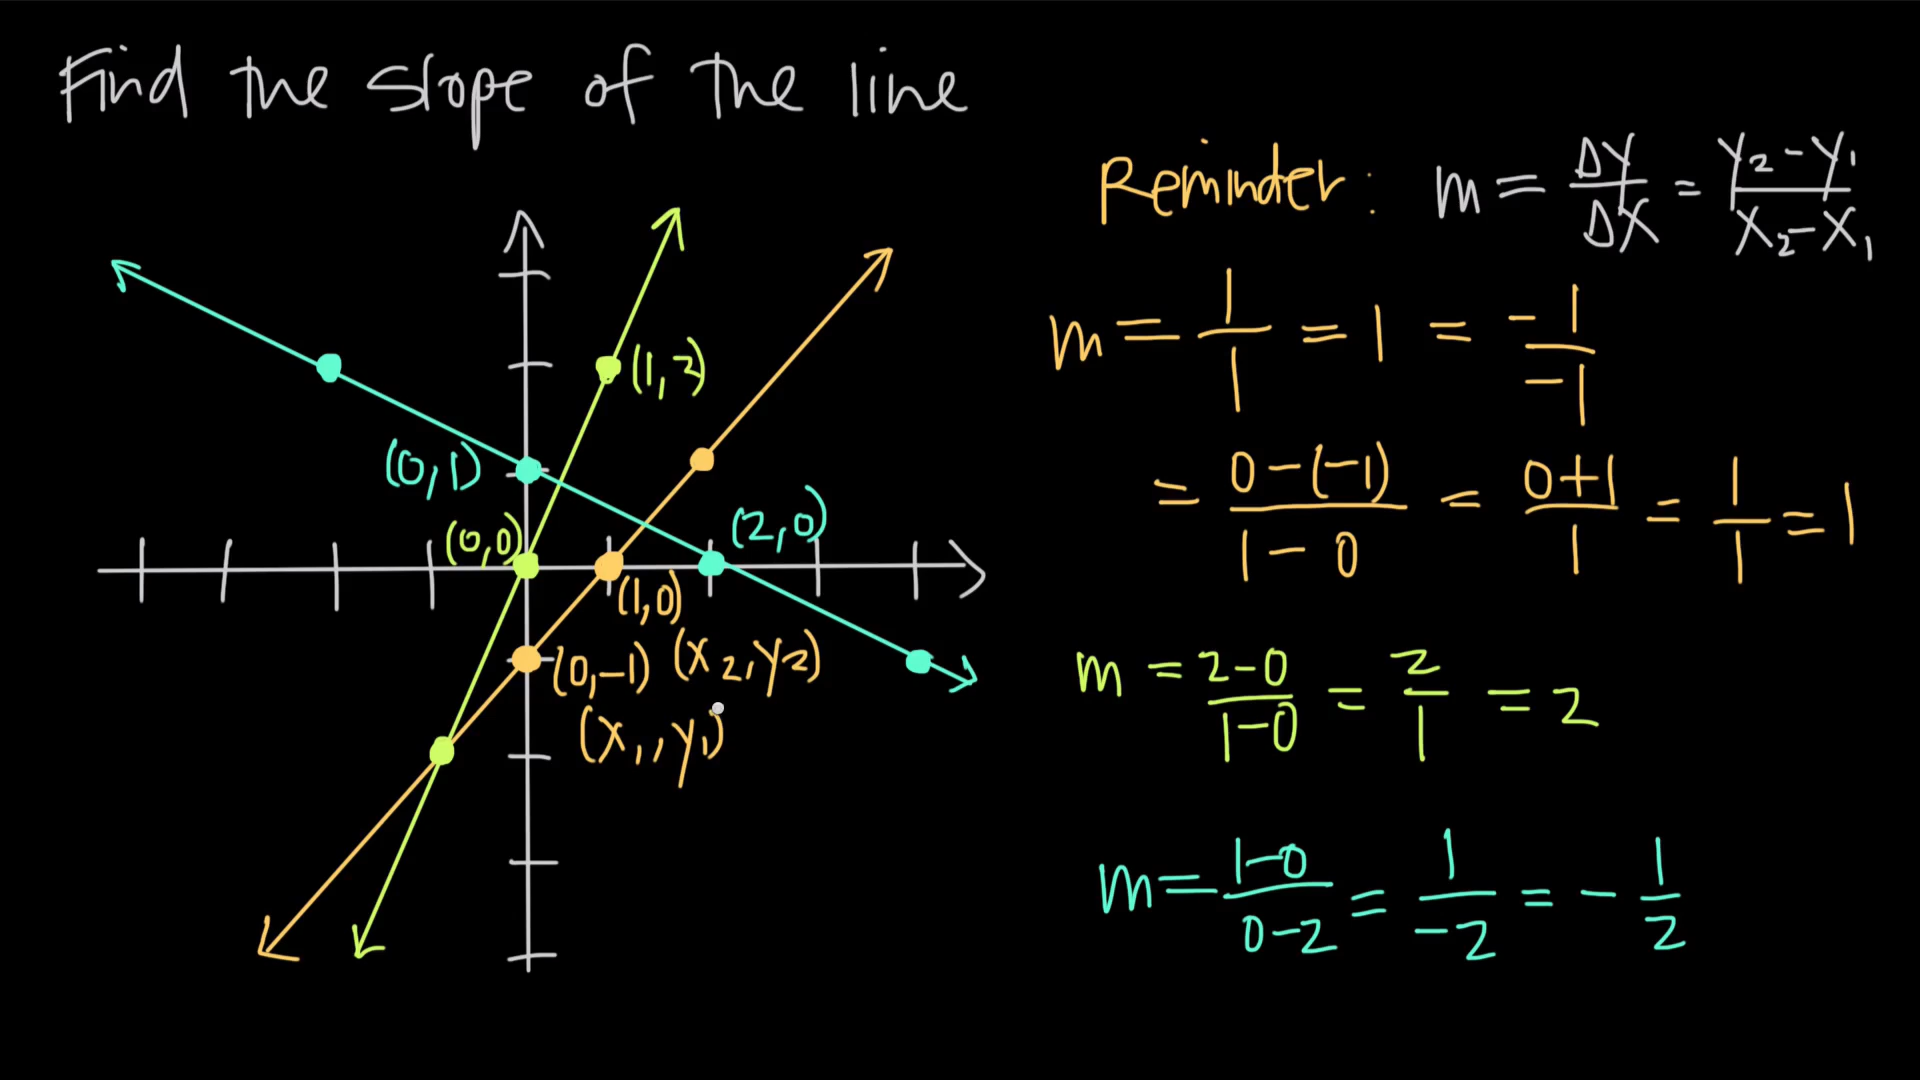 Find the slope of the line
Reminder: m = Δy/Δx = y₂-y₁/x₂-x₁
m = 1/1 = 1 = -1/-1
= 0-(-1)/1-0 = 0+1/1 = 1/1 = 1
m = 2-0/1-0 = 2/1 = 2
m = 1-0/0-2 = 1/-2 = -1/2
(1,2)
(0,1)
(2,0)
(0,0)
(1,0)
(0,-1) (x₂,y₂)
(x₁,y₁)